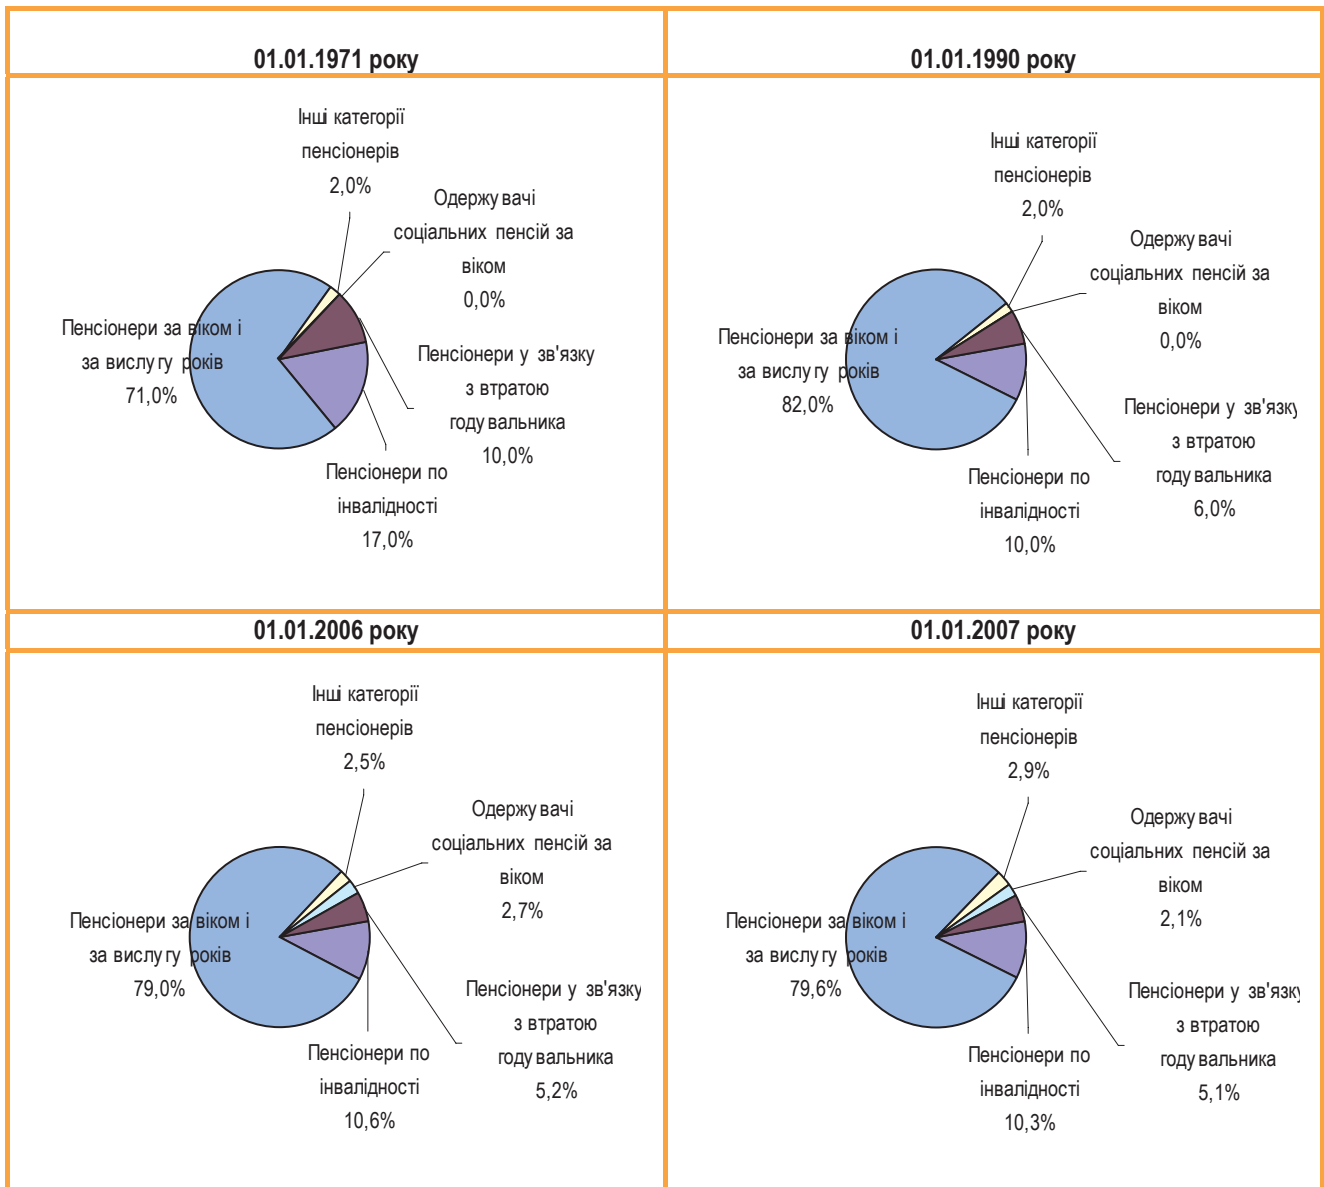 01.01.1971 року
01.01.1990 року
Інші категорії
пенсіонерів
2,0%
Одержувачі
соціальних пенсій за
віком
0,0%
Пенсіонери за віком і
за вислугу років
71,0%
Пенсіонери у зв'язку
з втратою
годувальника
10,0%
Пенсіонери по
інвалідності
17,0%
Інші категорії
пенсіонерів
2,0%
Одержувачі
соціальних пенсій за
віком
0,0%
Пенсіонери за віком і
за вислугу років
82,0%
Пенсіонери у зв'язку
з втратою
годувальника
6,0%
Пенсіонери по
інвалідності
10,0%
01.01.2006 року
01.01.2007 року
Інші категорії
пенсіонерів
2,5%
Одержувачі
соціальних пенсій за
віком
2,7%
Пенсіонери за віком і
за вислугу років
79,0%
Пенсіонери у зв'язку
з втратою
годувальника
5,2%
Пенсіонери по
інвалідності
10,6%
Інші категорії
пенсіонерів
2,9%
Одержувачі
соціальних пенсій за
віком
2,1%
Пенсіонери за віком і
за вислугу років
79,6%
Пенсіонери у зв'язку
з втратою
годувальника
5,1%
Пенсіонери по
інвалідності
10,3%